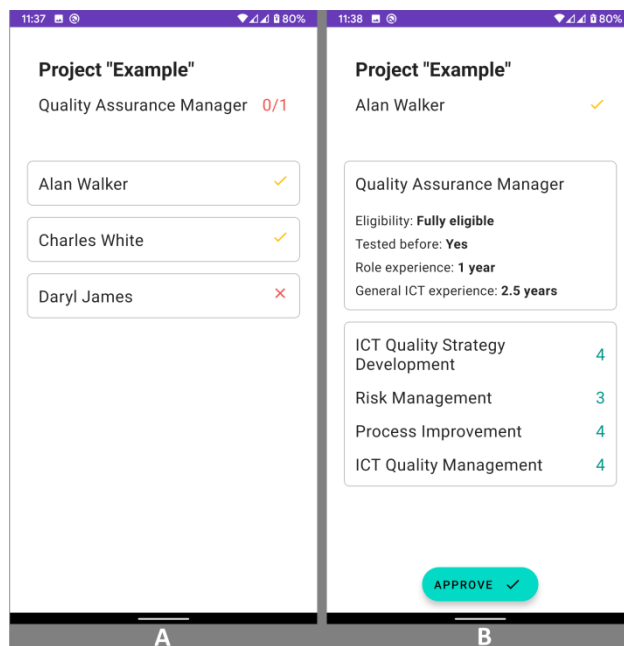 11:37 80%
Project "Example"
Quality Assurance Manager 0/1
Alan Walker
Charles White
Daryl James
A
11:38 80%
Project "Example"
Alan Walker
Quality Assurance Manager
Eligibility: Fully eligible
Tested before: Yes
Role experience: 1 year
General ICT experience: 2.5 years
ICT Quality Strategy
Development 4
Risk Management 3
Process Improvement 4
ICT Quality Management 4
APPROVE
B